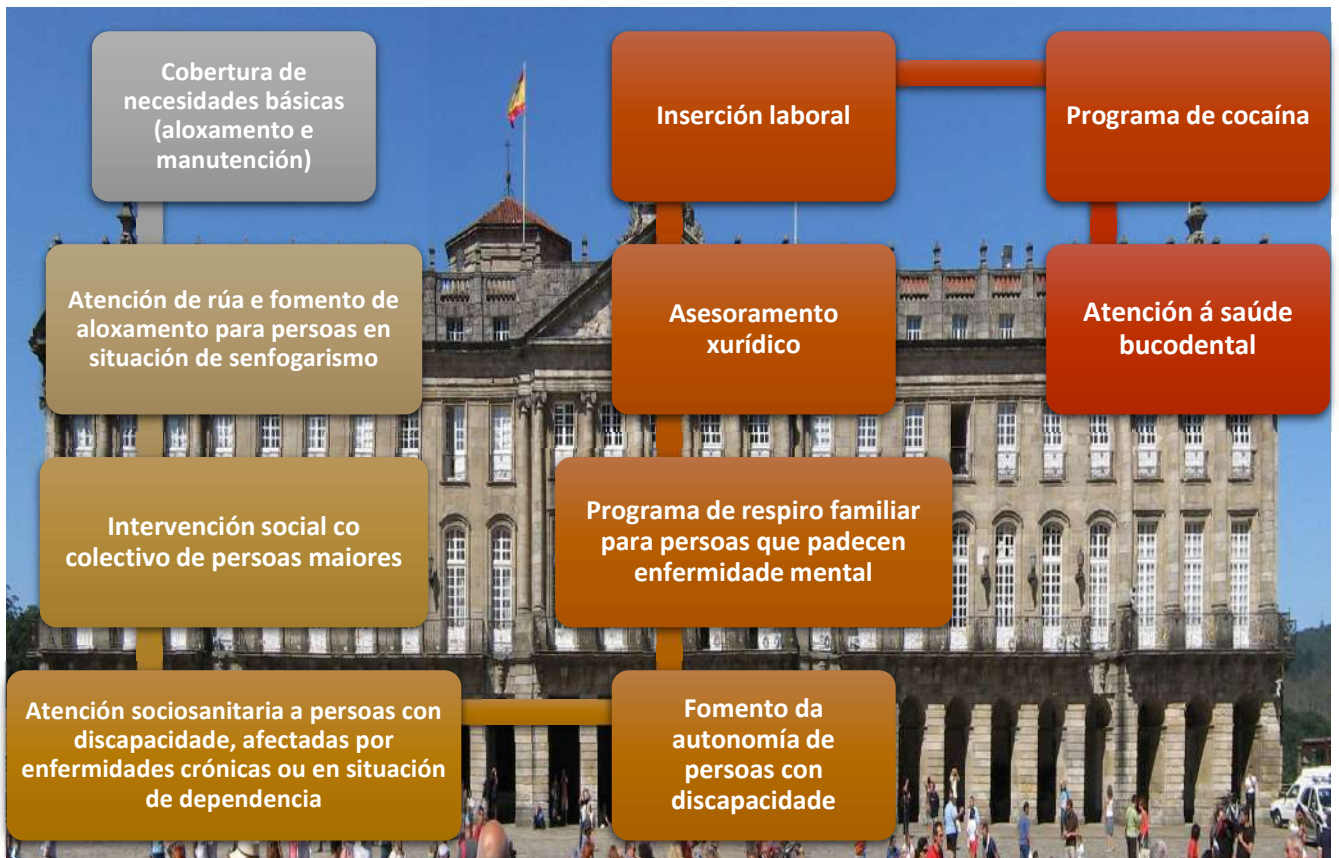 Cobertura de
necesidades básicas
(aloxamento e
manutención)
Atención de rúa e fomento de
aloxamento para persoas en
situación de senfogarismo
Intervención social co
colectivo de persoas maiores
Atención sociosanitaria a persoas con
discapacidade, afectadas por
enfermidades crónicas ou en situación
de dependencia
Fomento da
autonomía de
persoas con
discapacidade
Programa de respiro familiar
para persoas que padecen
enfermidade mental
Asesoramento
xurídico
Inserción laboral
Programa de cocaína
Atención á saúde
bucodental